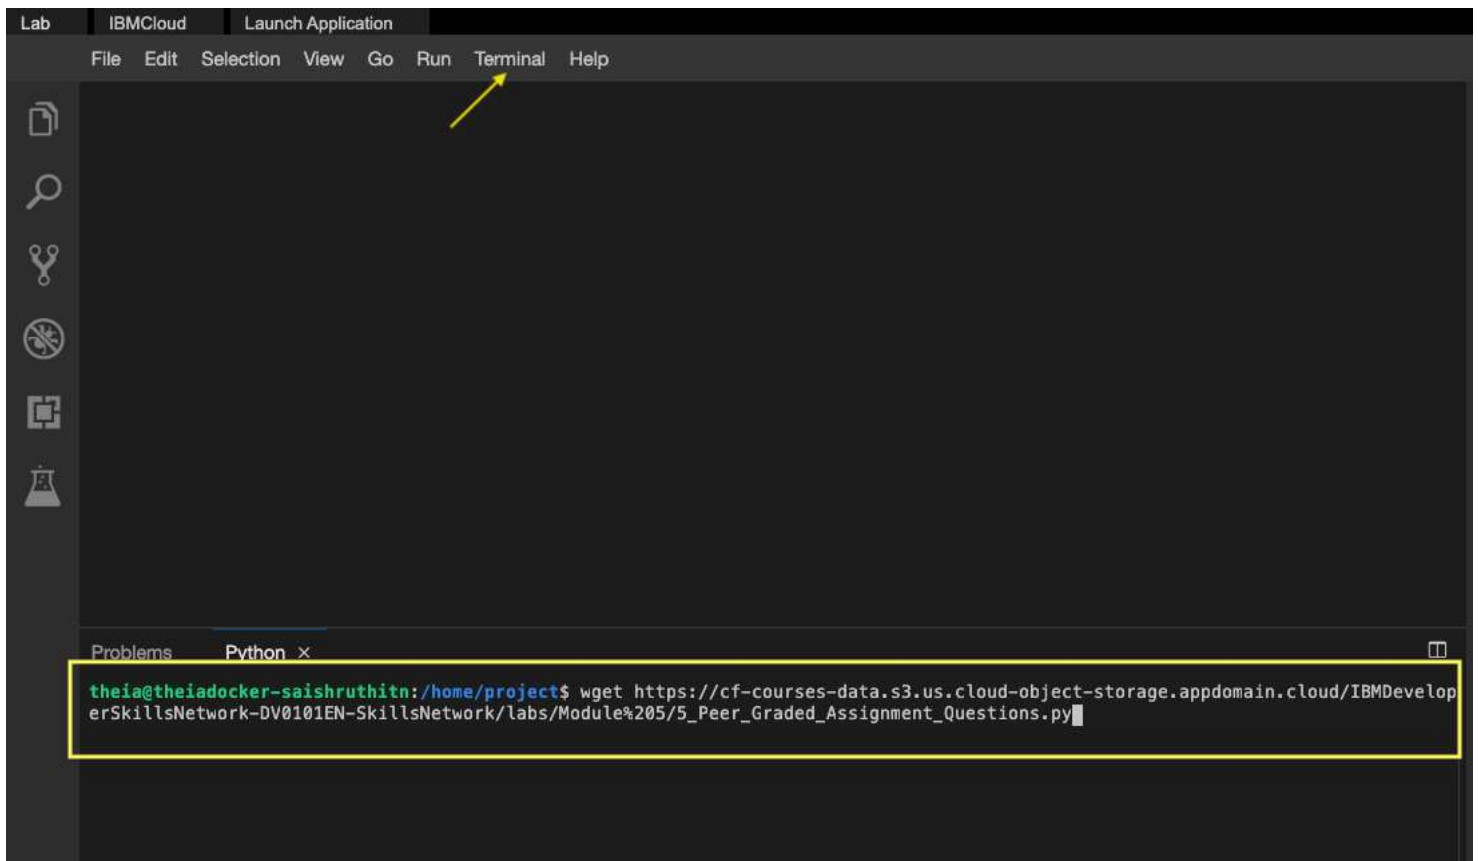 Lab IBMCloud Launch Application
File Edit Selection View Go Run Terminal Help
Problems Python ×
theia@theiadocker-saishruthitn:/home/project$ wget https://cf-courses-data.s3.us.cloud-object-storage.appdomain.cloud/IBMDevelop
erSkillsNetwork-DV0101EN-SkillsNetwork/labs/Module%205/5_Peer_Graded_Assignment_Questions.py